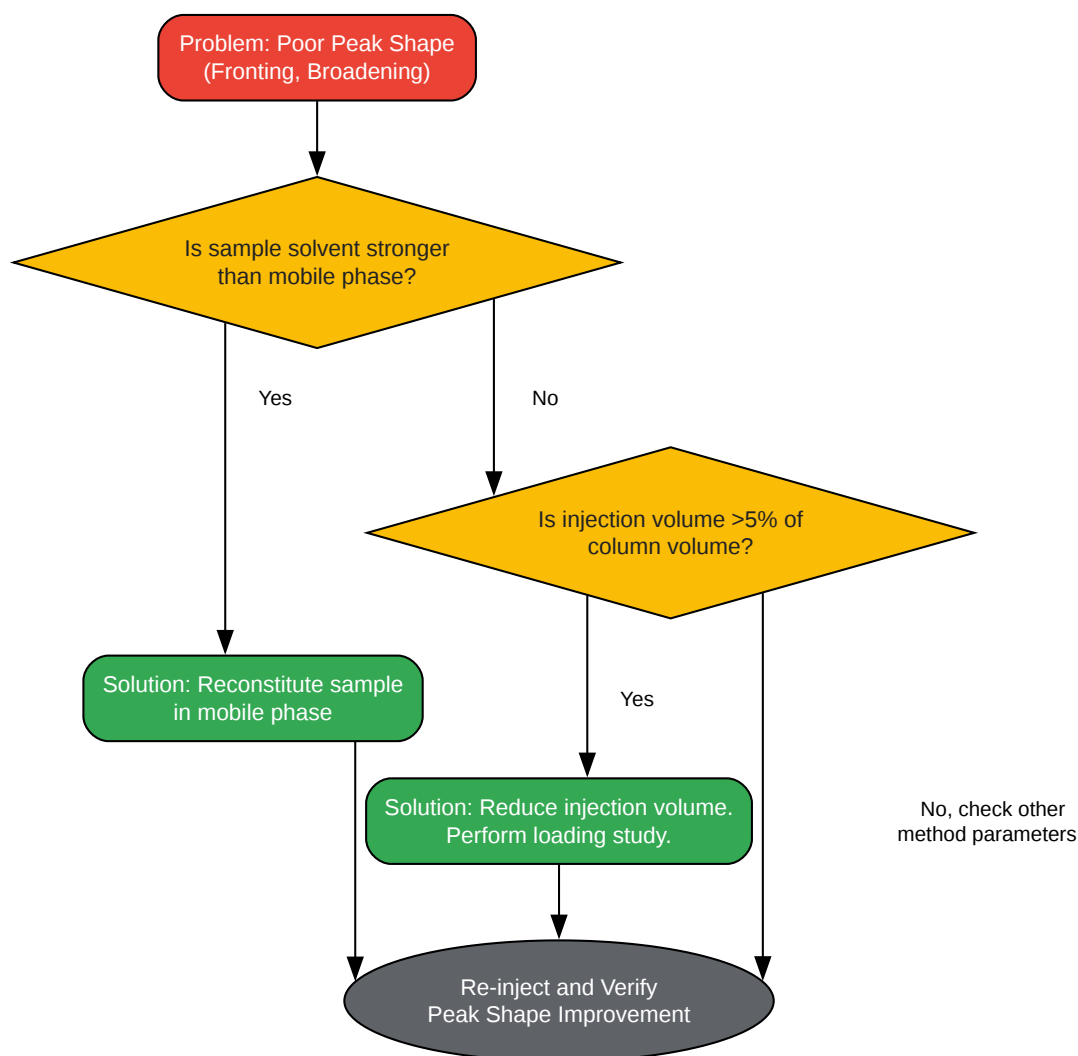 Problem: Poor Peak Shape
(Fronting, Broadening)
Is sample solvent stronger
than mobile phase?
Yes
No
Is injection volume >5% of
column volume?
Solution: Reconstitute sample
in mobile phase
Yes
Solution: Reduce injection volume.
Perform loading study.
No, check other
method parameters
Re-inject and Verify
Peak Shape Improvement